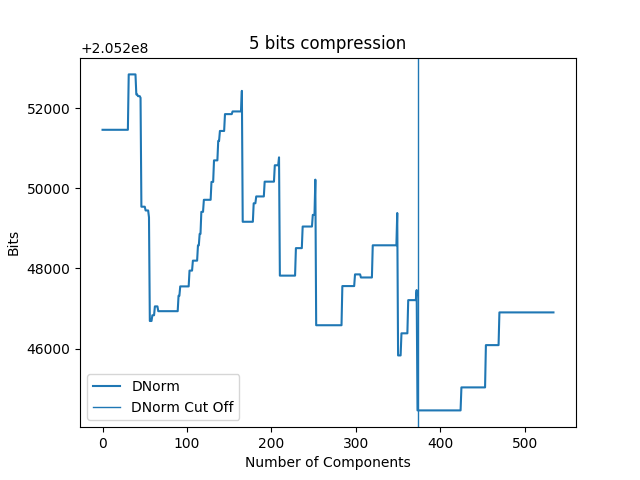 5 bits compression
+2.052e8
52000
50000
48000
46000
Bits
DNorm
DNorm Cut Off
0 100 200 300 400 500
Number of Components